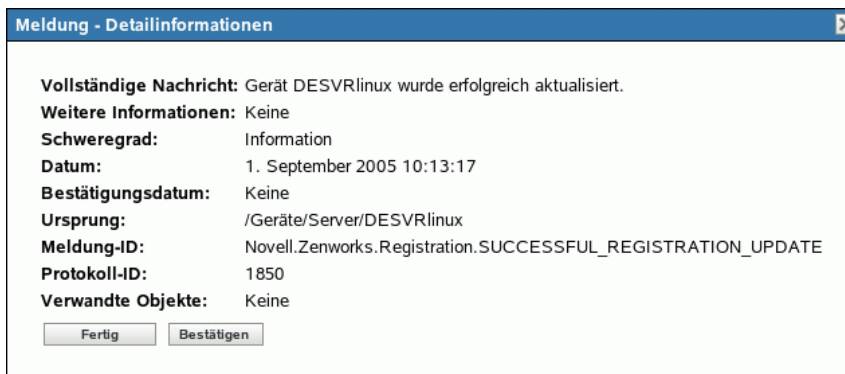 Meldung - Detailinformationen
Vollständige Nachricht: Gerät DESVRlinux wurde erfolgreich aktualisiert.
Weitere Informationen: Keine
Schweregrad: Information
Datum: 1. September 2005 10:13:17
Bestätigungsdatum: Keine
Ursprung: /Geräte/Server/DESVRlinux
Meldung-ID: Novell.Zenworks.Registration.SUCCESSFUL_REGISTRATION_UPDATE
Protokoll-ID: 1850
Verwandte Objekte: Keine
Fertig Bestätigen